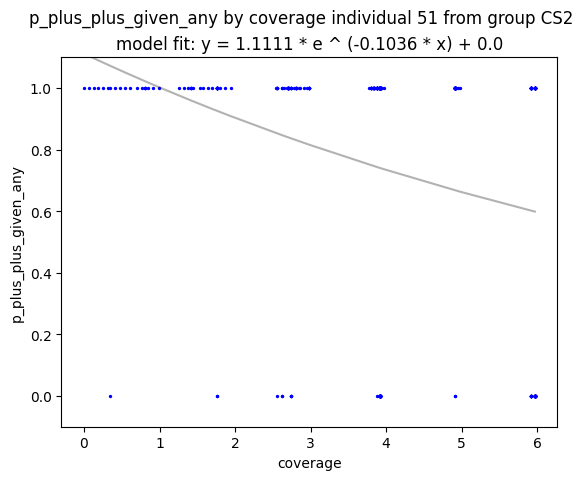 p_plus_plus_given_any by coverage individual 51 from group CS2
model fit: y = 1.1111 * e ^ (-0.1036 * x) + 0.0
1.0
0.8
0.6
0.4
0.2
0.0
p_plus_plus_given_any
0 1 2 3 4 5 6
coverage